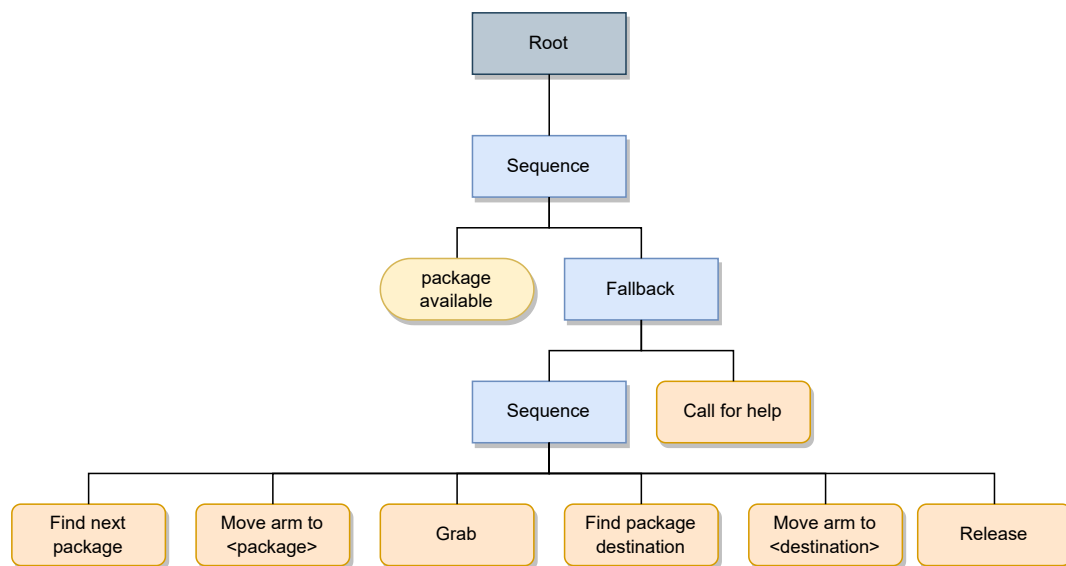 Root
Sequence
package
available
Fallback
Sequence
Call for help
Find next
package
Move arm to
<package>
Grab
Find package
destination
Move arm to
<destination>
Release